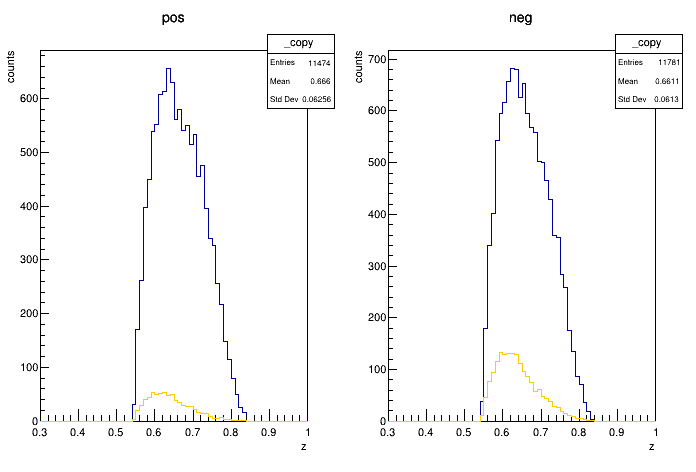 pos
counts
_copy
Entries 11474
Mean 0.666
Std Dev 0.06256
600
500
400
300
200
100
0
0.3 0.4 0.5 0.6 0.7 0.8 0.9 1
z
neg
counts
_copy
Entries 11781
Mean 0.6611
Std Dev 0.0613
700
600
500
400
300
200
100
0
0.3 0.4 0.5 0.6 0.7 0.8 0.9 1
z